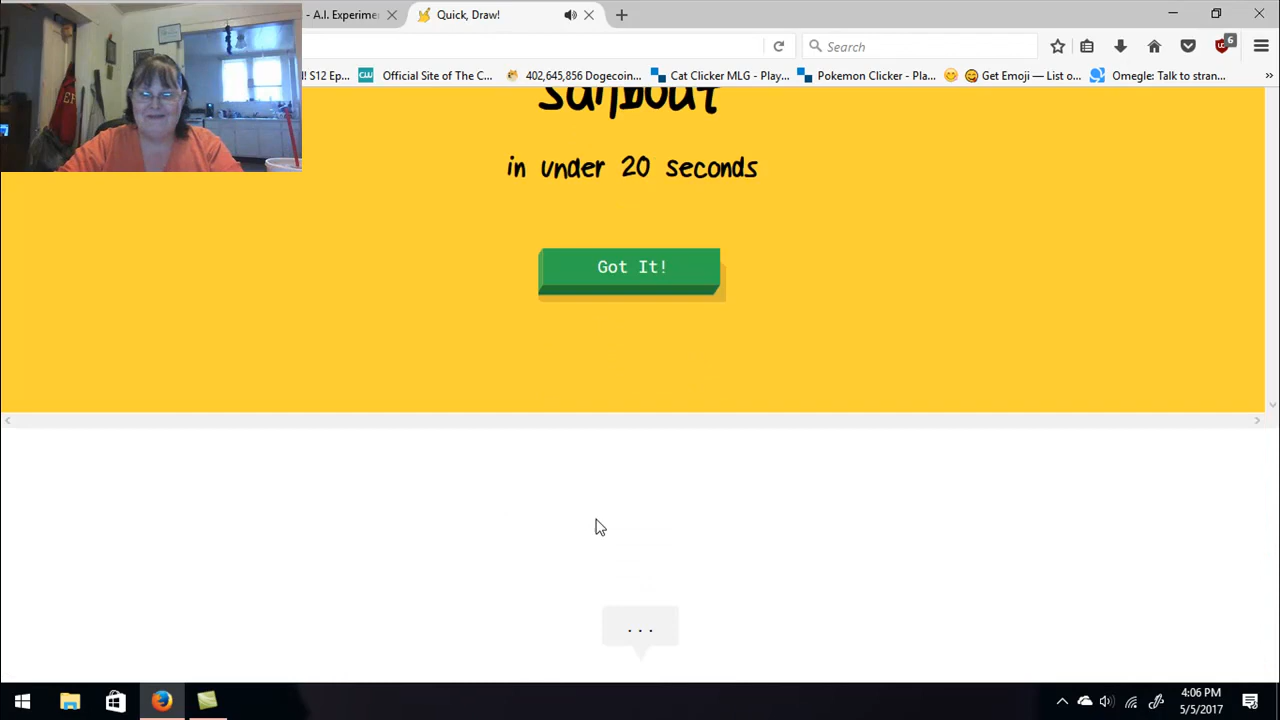 - A.I. Experime
Quick, Draw!
Search
6
! S12 Ep...
CW
Official Site of The C...
402,645,856 Dogecoin...
Cat Clicker MLG - Play...
Pokemon Clicker - Pla...
Get Emoji — List o...
Omegle: Talk to stran...
»
sailboat
in under 20 seconds
Got It!
...
4:06 PM
5/5/2017